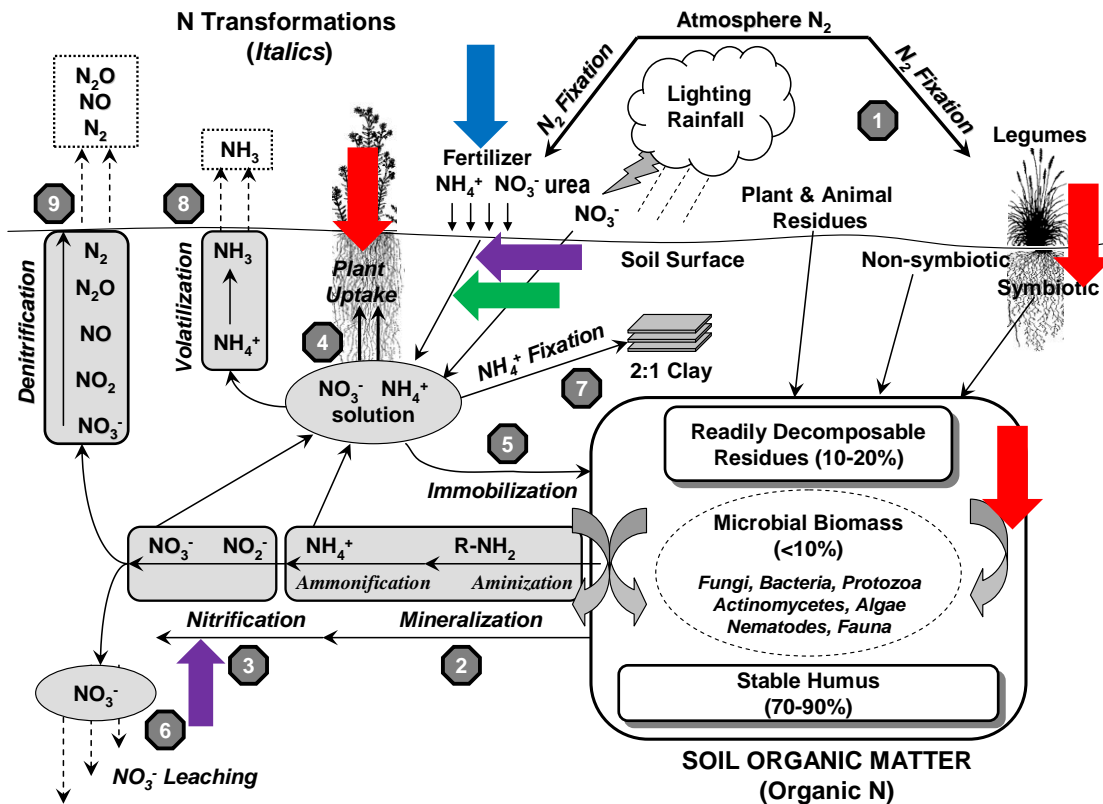 N Transformations
(Italics)
Atmosphere N₂
N₂O
NO
N₂
NH₃
N₂ Fixation
N₂ Fixation
Lighting
Rainfall
1
Legumes
Fertilizer
NH₄⁺ NO₃⁻ urea
NO₃⁻
Plant & Animal
Residues
9
8
N₂
N₂O
NO
NO₂
NO₃⁻
Denitrification
NH₃
NH₄⁺
Volatilization
Plant
Uptake
Soil Surface
Non-symbiotic
Symbiotic
4
NH₄⁺ Fixation
2:1 Clay
7
NO₃⁻ NH₄⁺
solution
5
Immobilization
Readily Decomposable
Residues (10-20%)
Microbial Biomass
(<10%)
Fungi, Bacteria, Protozoa
Actinomycetes, Algae
Nematodes, Fauna
Stable Humus
(70-90%)
NO₃⁻ NO₂⁻
NH₄⁺ R-NH₂
Ammonification Aminization
Nitrification Mineralization
3
2
NO₃⁻
6
NO₃⁻ Leaching
SOIL ORGANIC MATTER
(Organic N)